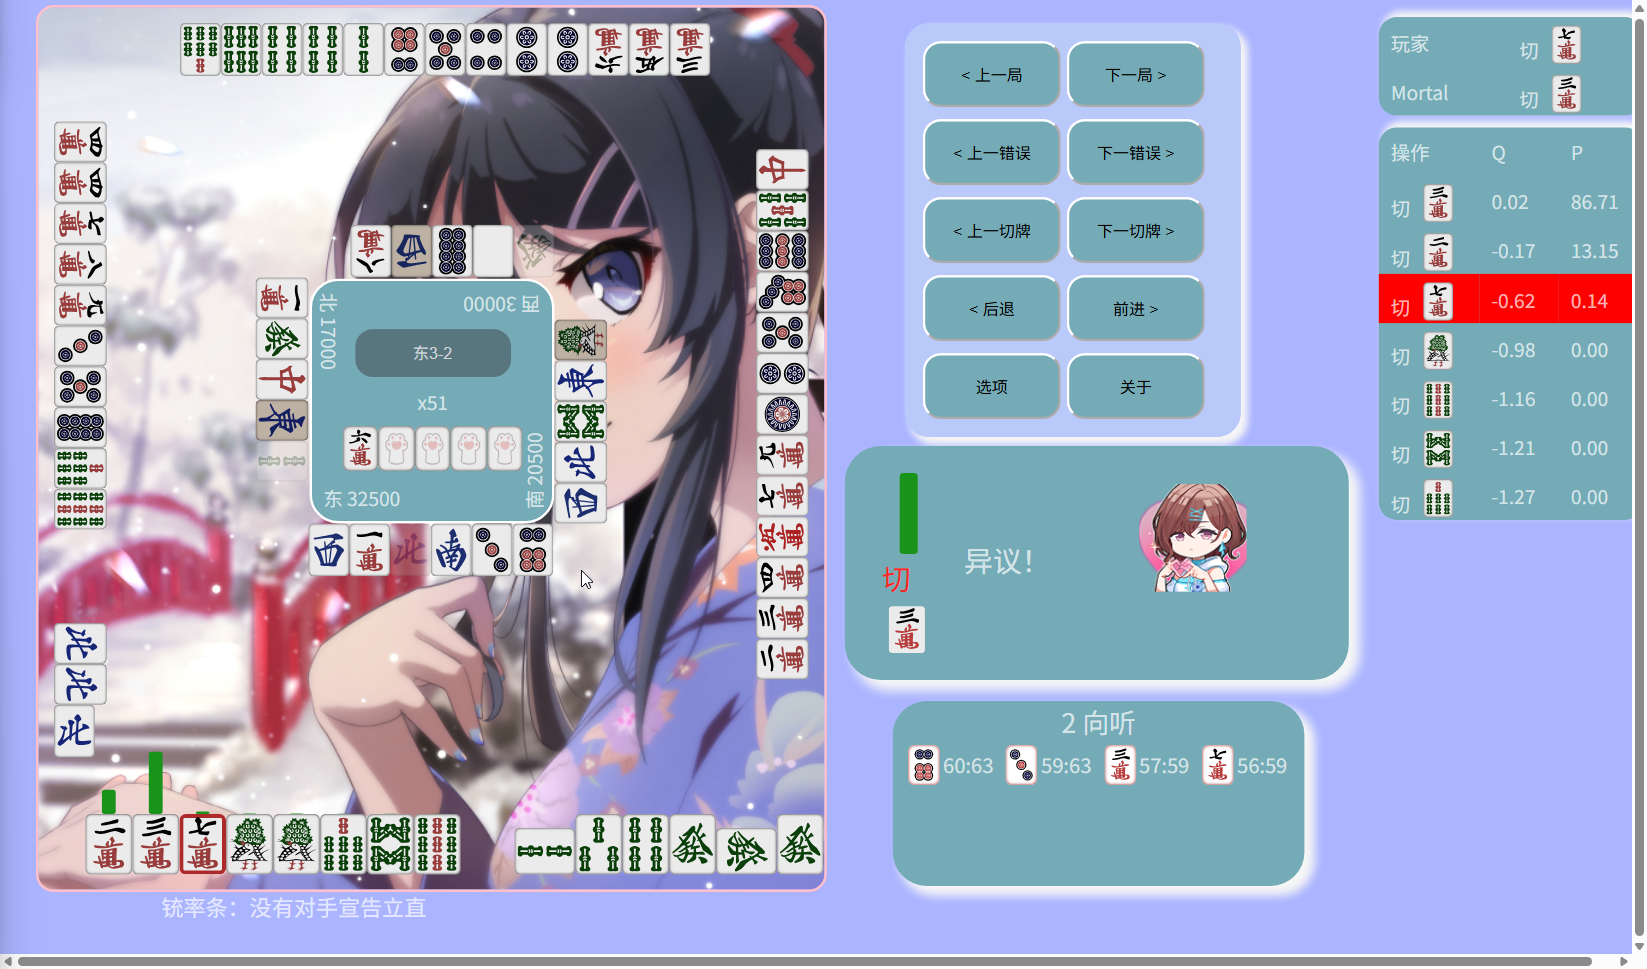 北 17000
西 30000
东3-2
x51
东 32500
南 20500
铳率条：没有对手宣告立直
< 上一局
下一局 >
< 上一错误
下一错误 >
< 上一切牌
下一切牌 >
< 后退
前进 >
选项
关于
切
异议！
2 向听
60:63
59:63
57:59
56:59
玩家 切
Mortal 切
操作 Q P
切 0.02 86.71
切 -0.17 13.15
切 -0.62 0.14
切 -0.98 0.00
切 -1.16 0.00
切 -1.21 0.00
切 -1.27 0.00